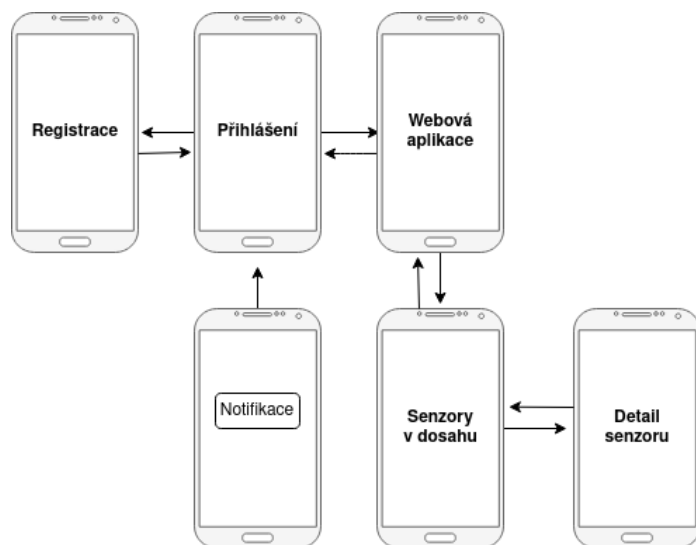 Registrace
Přihlášení
Webová
aplikace
Notifikace
Senzory
v dosahu
Detail
senzoru